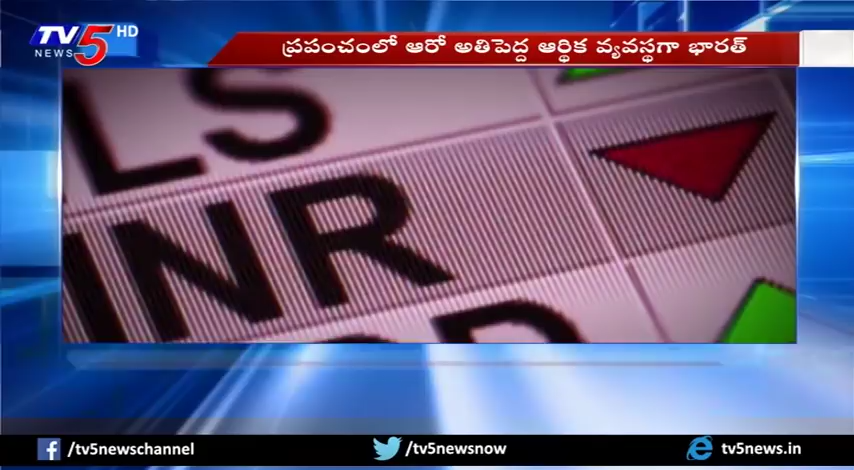 TV5 HD
NEWS
ప్రపంచంలో ఆరో అతిపెద్ద ఆర్థిక వ్యవస్థగా భారత్
LS
INR
/tv5newschannel
/tv5newsnow
tv5news.in